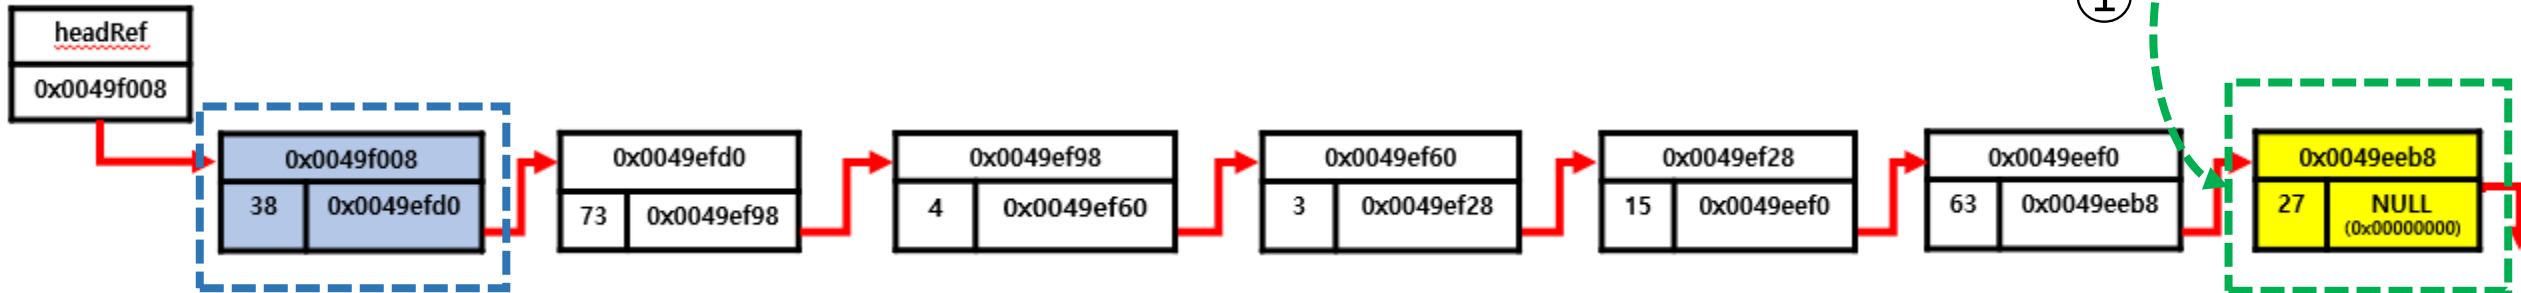 headRef
0x0049f008
①
0x0049f008
38 0x0049efd0
0x0049efd0
73 0x0049ef98
0x0049ef98
4 0x0049ef60
0x0049ef60
3 0x0049ef28
0x0049ef28
15 0x0049eef0
0x0049eef0
63 0x0049eeb8
0x0049eeb8
27 NULL
(0x00000000)